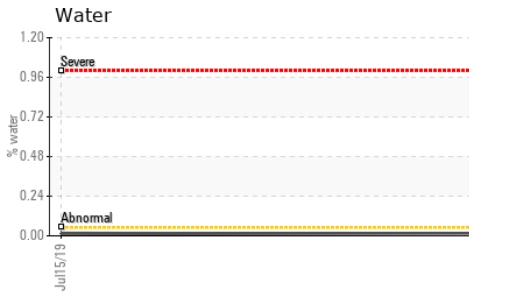 Water
1.20
Severe
0.96
0.72
% water
0.48
0.24
Abnormal
0.00
Jul15/19